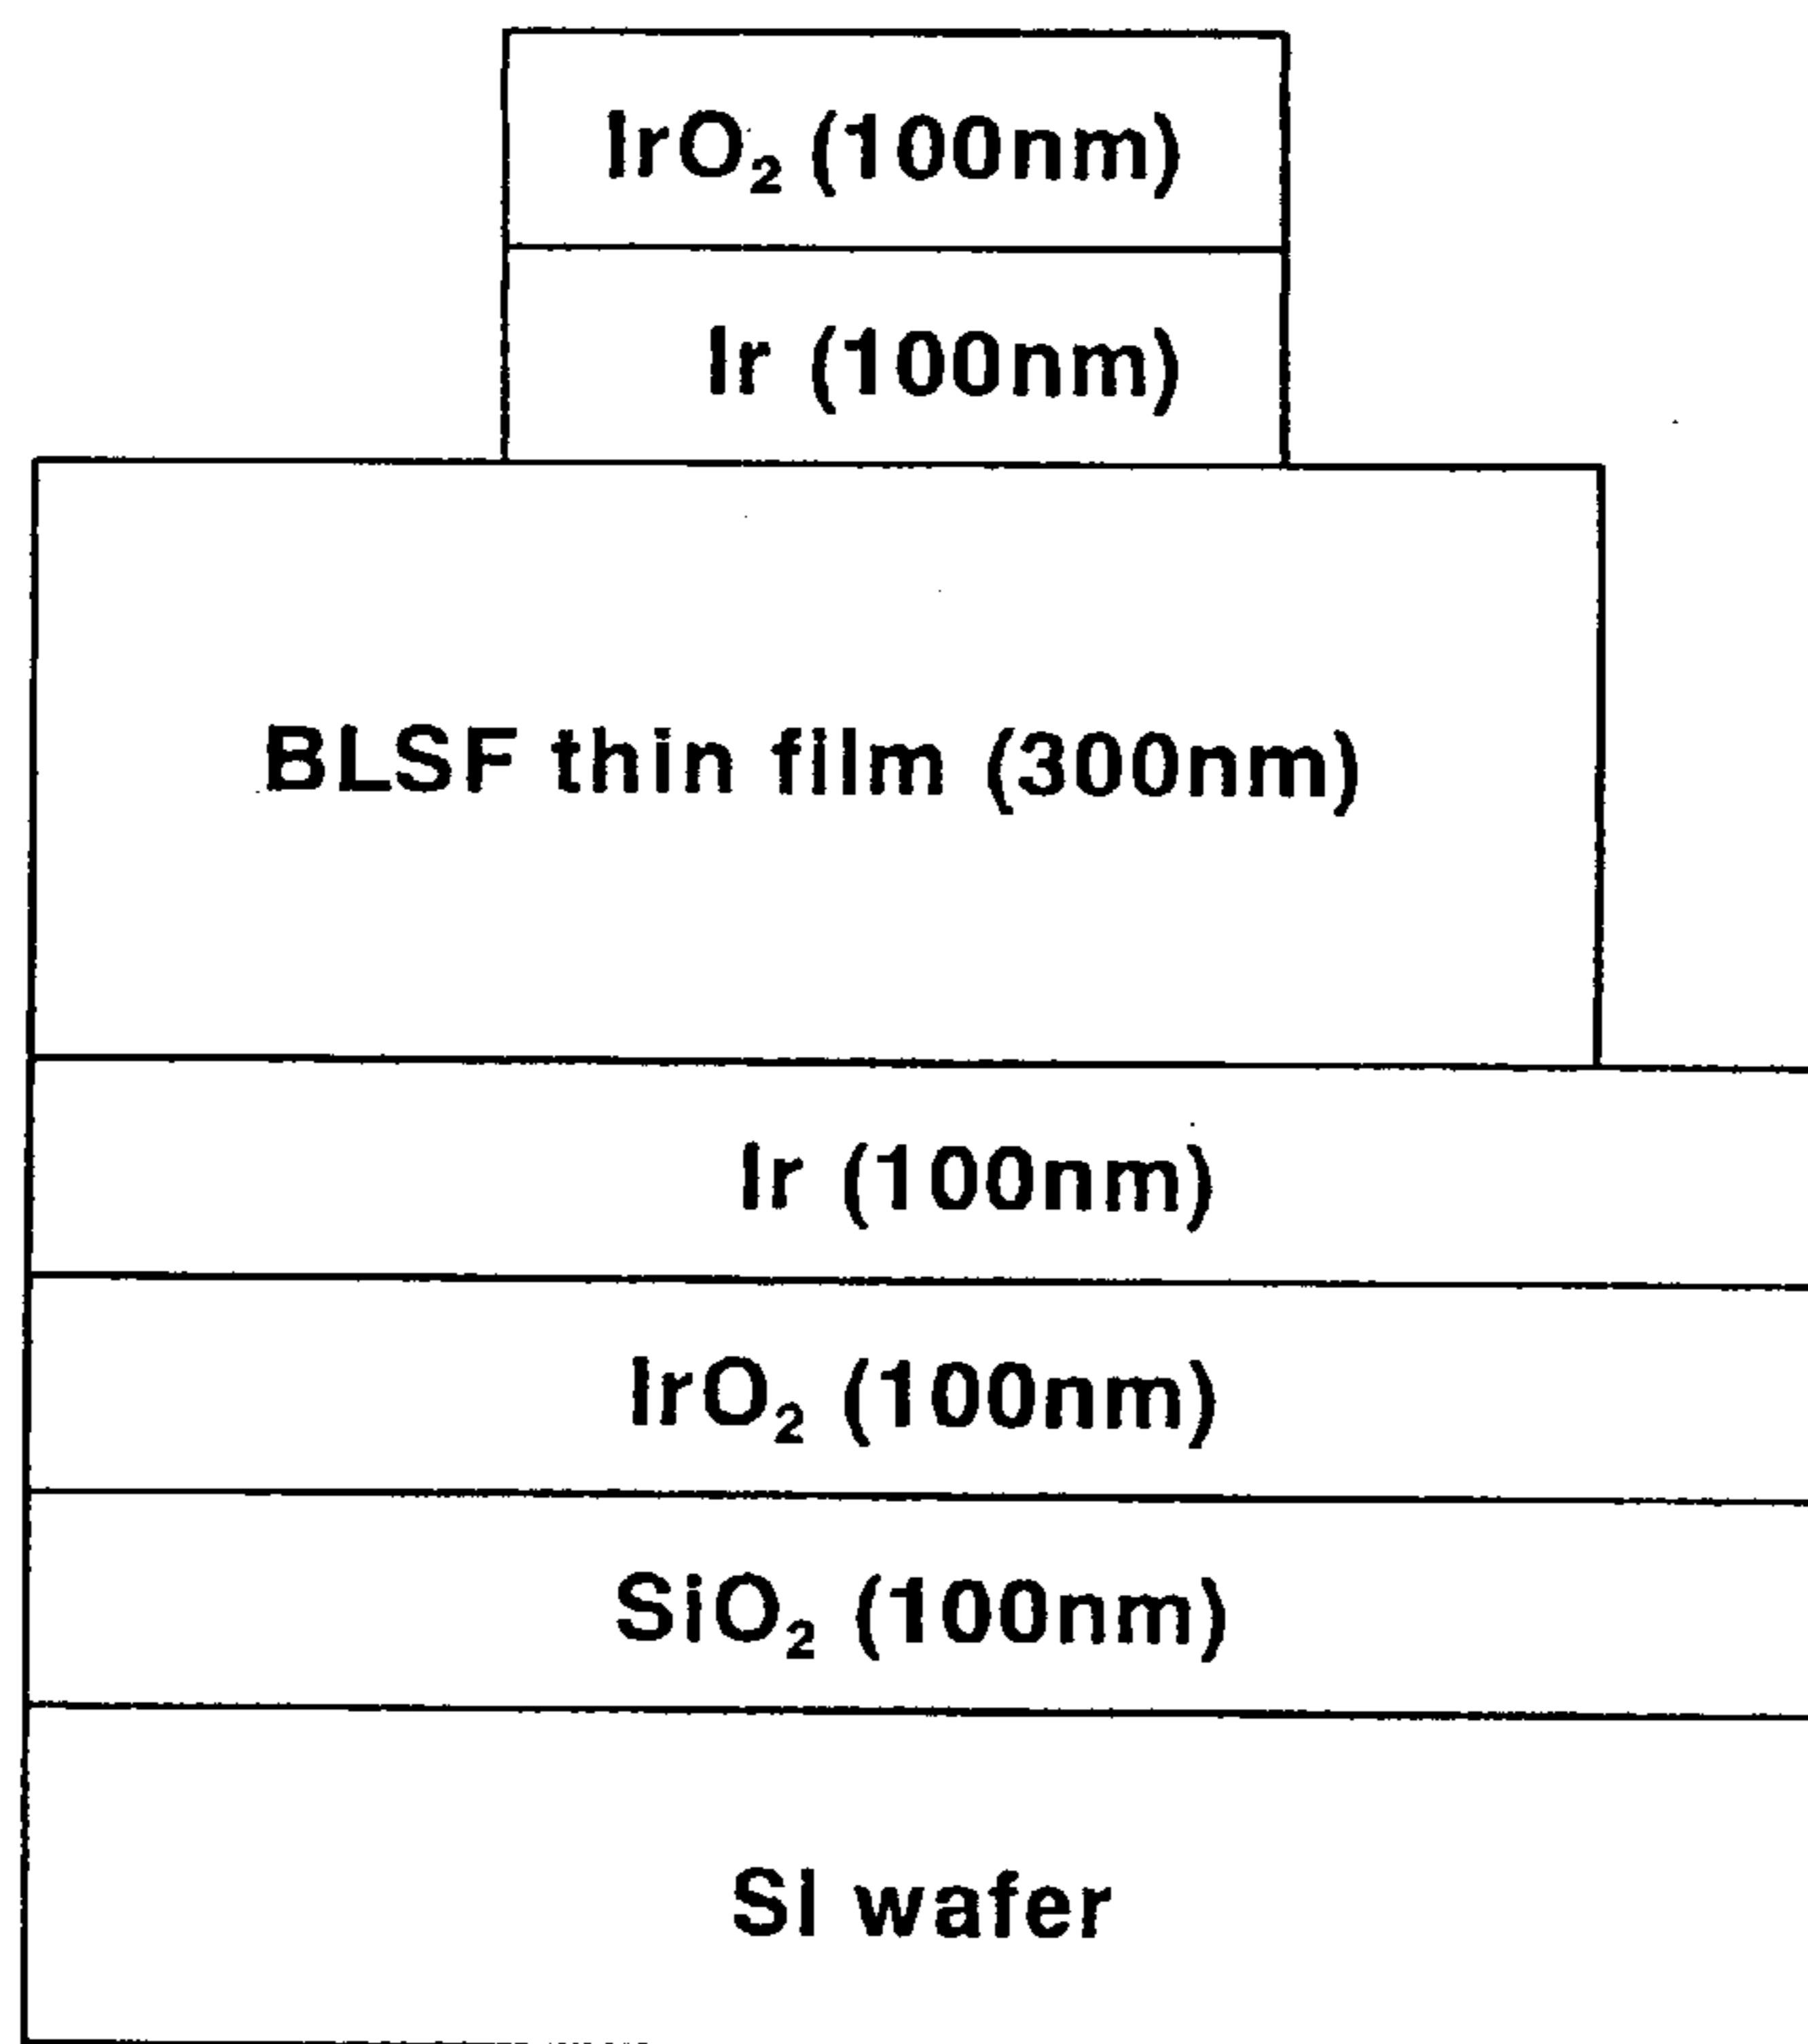 IrO₂ (100nm)
Ir (100nm)
BLSF thin film (300nm)
Ir (100nm)
IrO₂ (100nm)
SiO₂ (100nm)
SI wafer